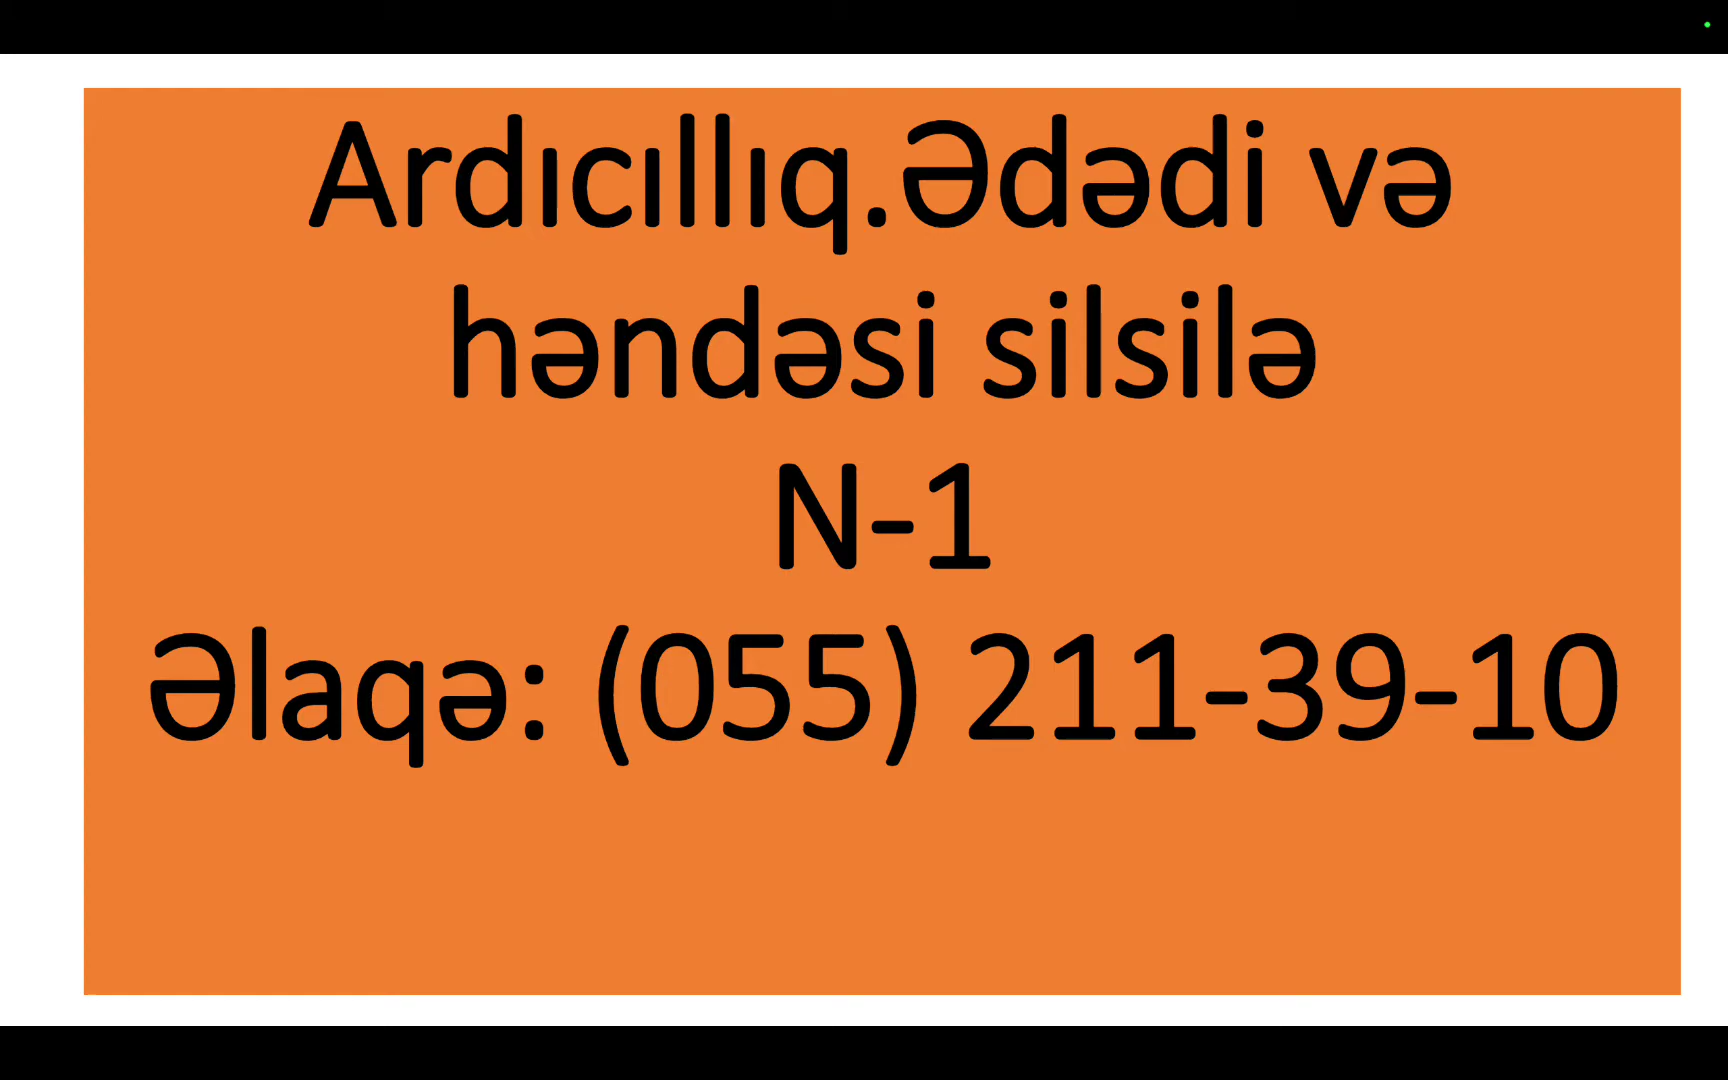 Ardıcıllıq.Ədədi və
həndəsi silsilə
N-1
Əlaqə: (055) 211-39-10